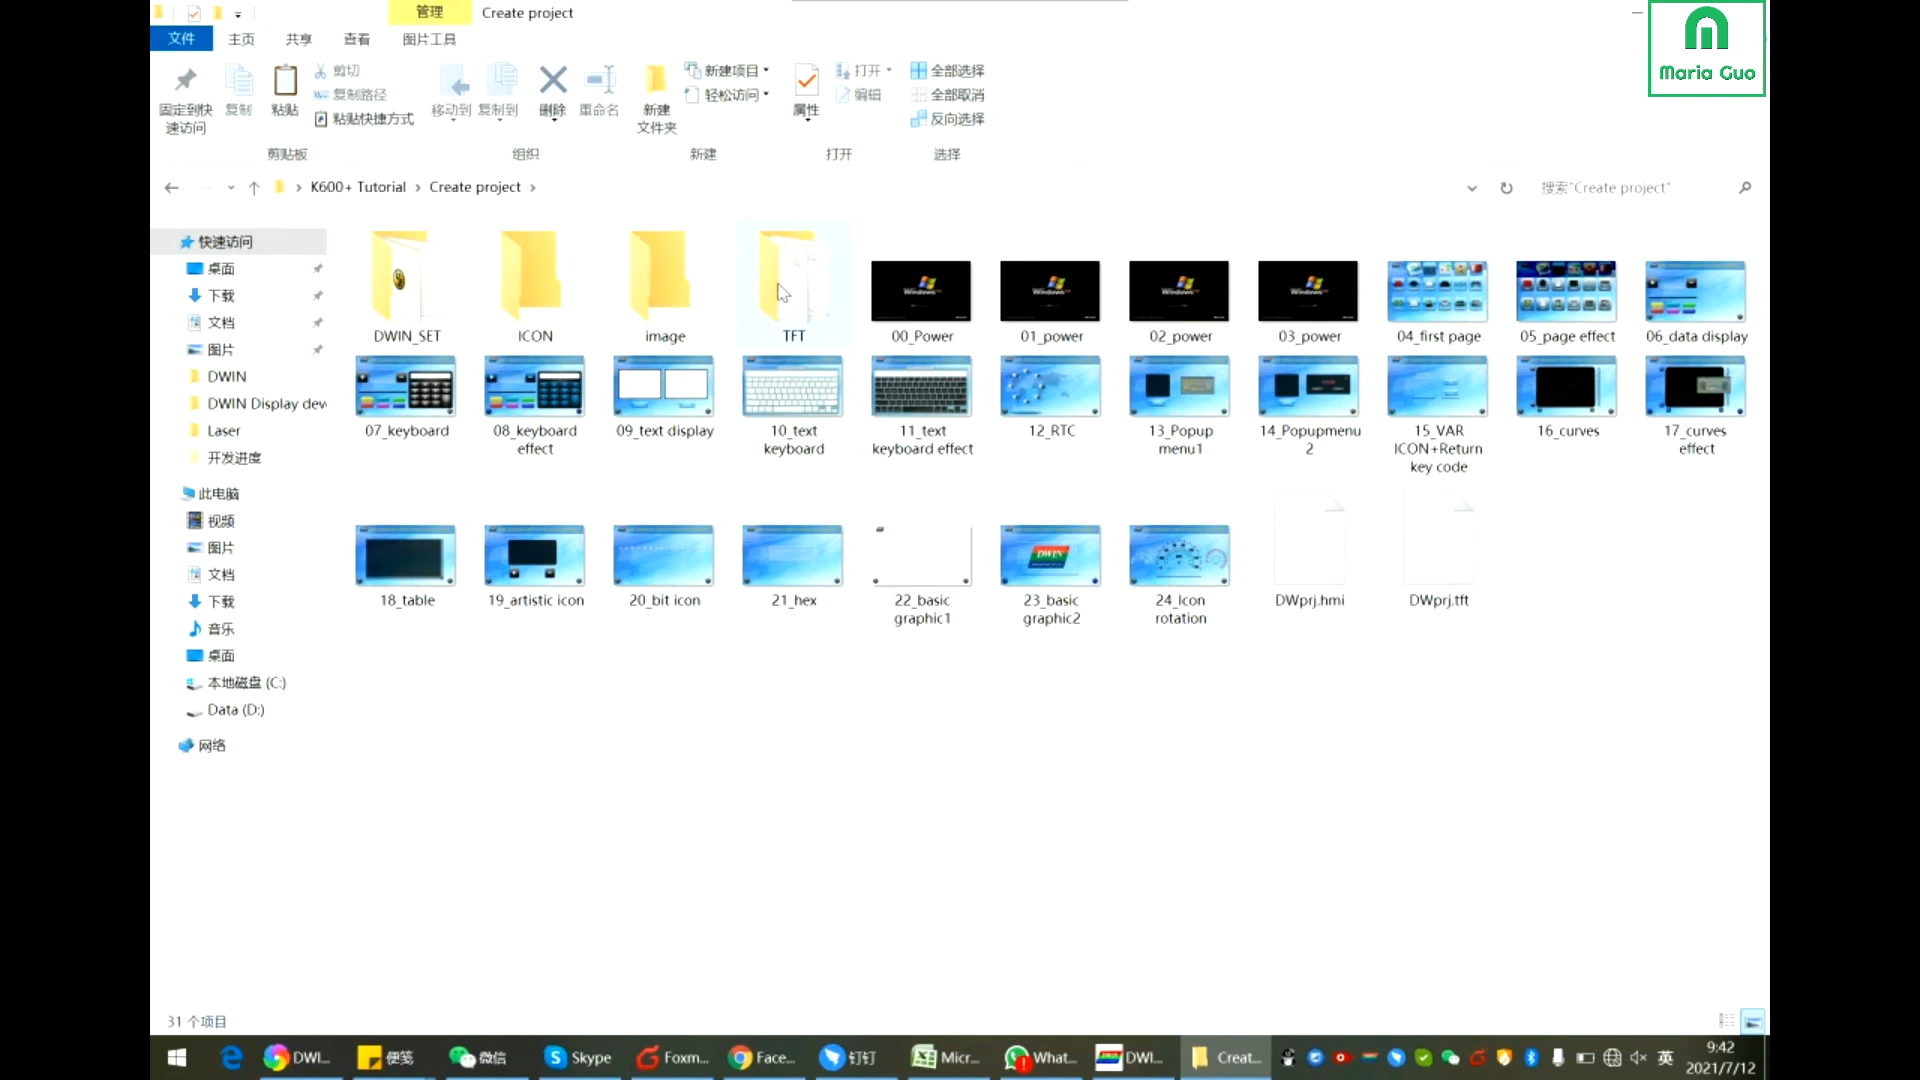 管理
Create project
文件
主页
共享
查看
图片工具
Maria Guo
固定到快
速访问
复制
粘贴
剪切
复制路径
粘贴快捷方式
移动到
复制到
删除
重命名
新建
文件夹
新建项目
轻松访问
属性
打开
编辑
全部选择
全部取消
反向选择
剪贴板
组织
新建
打开
选择
K600+ Tutorial
Create project
搜索"Create project"
快速访问
桌面
下载
文档
图片
DWIN
DWIN Display dev
Laser
开发进度
此电脑
视频
图片
文档
下载
音乐
桌面
本地磁盘 (C:)
Data (D:)
网络
DWIN_SET
ICON
image
TFT
00_Power
01_power
02_power
03_power
04_first page
05_page effect
06_data display
07_keyboard
08_keyboard
effect
09_text display
10_text
keyboard
11_text
keyboard effect
12_RTC
13_Popup
menu1
14_Popupmenu
2
15_VAR
ICON+Return
key code
16_curves
17_curves
effect
18_table
19_artistic icon
20_bit icon
21_hex
22_basic
graphic1
23_basic
graphic2
24_Icon
rotation
DWprj.hmi
DWprj.tft
31 个项目
DWI...
便笺
微信
Skype
Foxm...
Face...
钉钉
Micr...
What...
DWI...
Creat...
英
9:42
2021/7/12